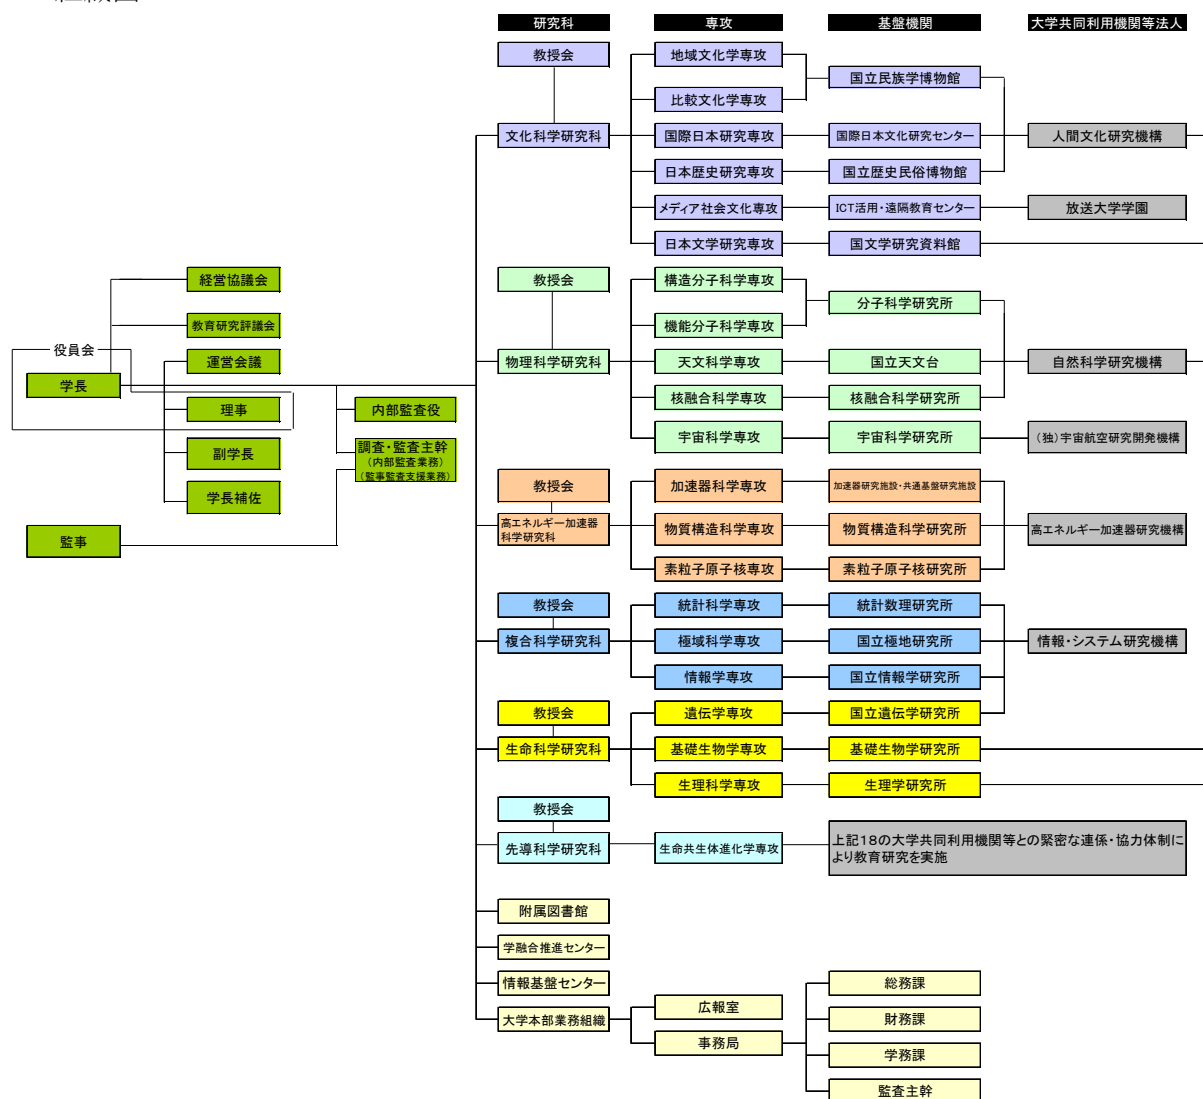 研究科
専攻
基盤機関
大学共同利用機関等法人
教授会
地域文化学専攻
国立民族学博物館
比較文化学専攻
文化科学研究科
国際日本研究専攻
国際日本文化研究センター
人間文化研究機構
日本歴史研究専攻
国立歴史民俗博物館
メディア社会文化専攻
ICT活用・遠隔教育センター
放送大学学園
日本文学研究専攻
国文学研究資料館
経営協議会
教育研究評議会
役員会
運営会議
学長
理事
副学長
学長補佐
監事
内部監査役
調査・監査主幹
(内部監査業務)
(監事監査支援業務)
教授会
構造分子科学専攻
分子科学研究所
機能分子科学専攻
物理科学研究科
天文科学専攻
国立天文台
自然科学研究機構
核融合科学専攻
核融合科学研究所
宇宙科学専攻
宇宙科学研究所
(独)宇宙航空研究開発機構
教授会
加速器科学専攻
加速器研究施設・共通基盤研究施設
高エネルギー加速器
科学研究科
物質構造科学専攻
物質構造科学研究所
高エネルギー加速器研究機構
素粒子原子核専攻
素粒子原子核研究所
教授会
統計科学専攻
統計数理研究所
複合科学研究科
極域科学専攻
国立極地研究所
情報・システム研究機構
情報学専攻
国立情報学研究所
教授会
遺伝学専攻
国立遺伝学研究所
生命科学研究科
基礎生物学専攻
基礎生物学研究所
生理科学専攻
生理学研究所
教授会
先導科学研究科
生命共生体進化学専攻
上記18の大学共同利用機関等との緊密な連係・協力体制に
より教育研究を実施
附属図書館
学融合推進センター
情報基盤センター
大学本部業務組織
広報室
事務局
総務課
財務課
学務課
監査主幹